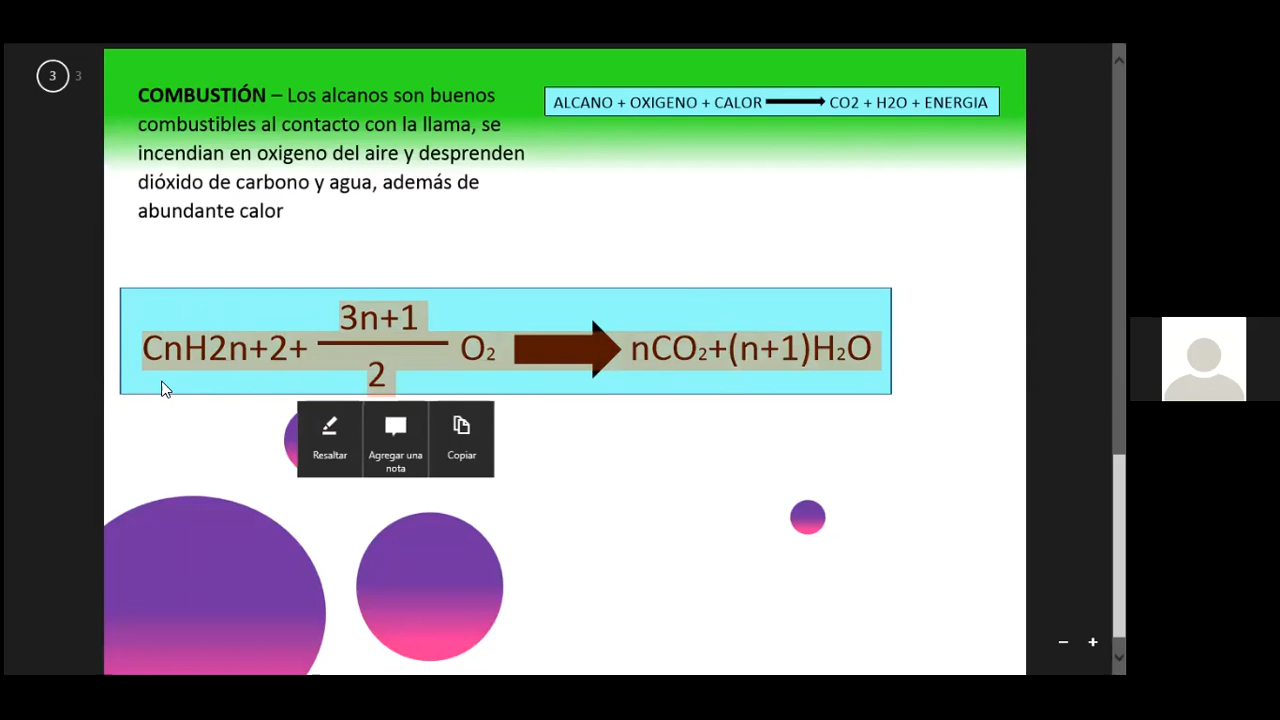 3 3
COMBUSTIÓN – Los alcanos son buenos
combustibles al contacto con la llama, se
incendian en oxigeno del aire y desprenden
dióxido de carbono y agua, además de
abundante calor
ALCANO + OXIGENO + CALOR CO2 + H2O + ENERGIA
3n+1
CnH2n+2+ O₂ nCO₂+(n+1)H₂O
2
Resaltar
Agregar una
nota
Copiar